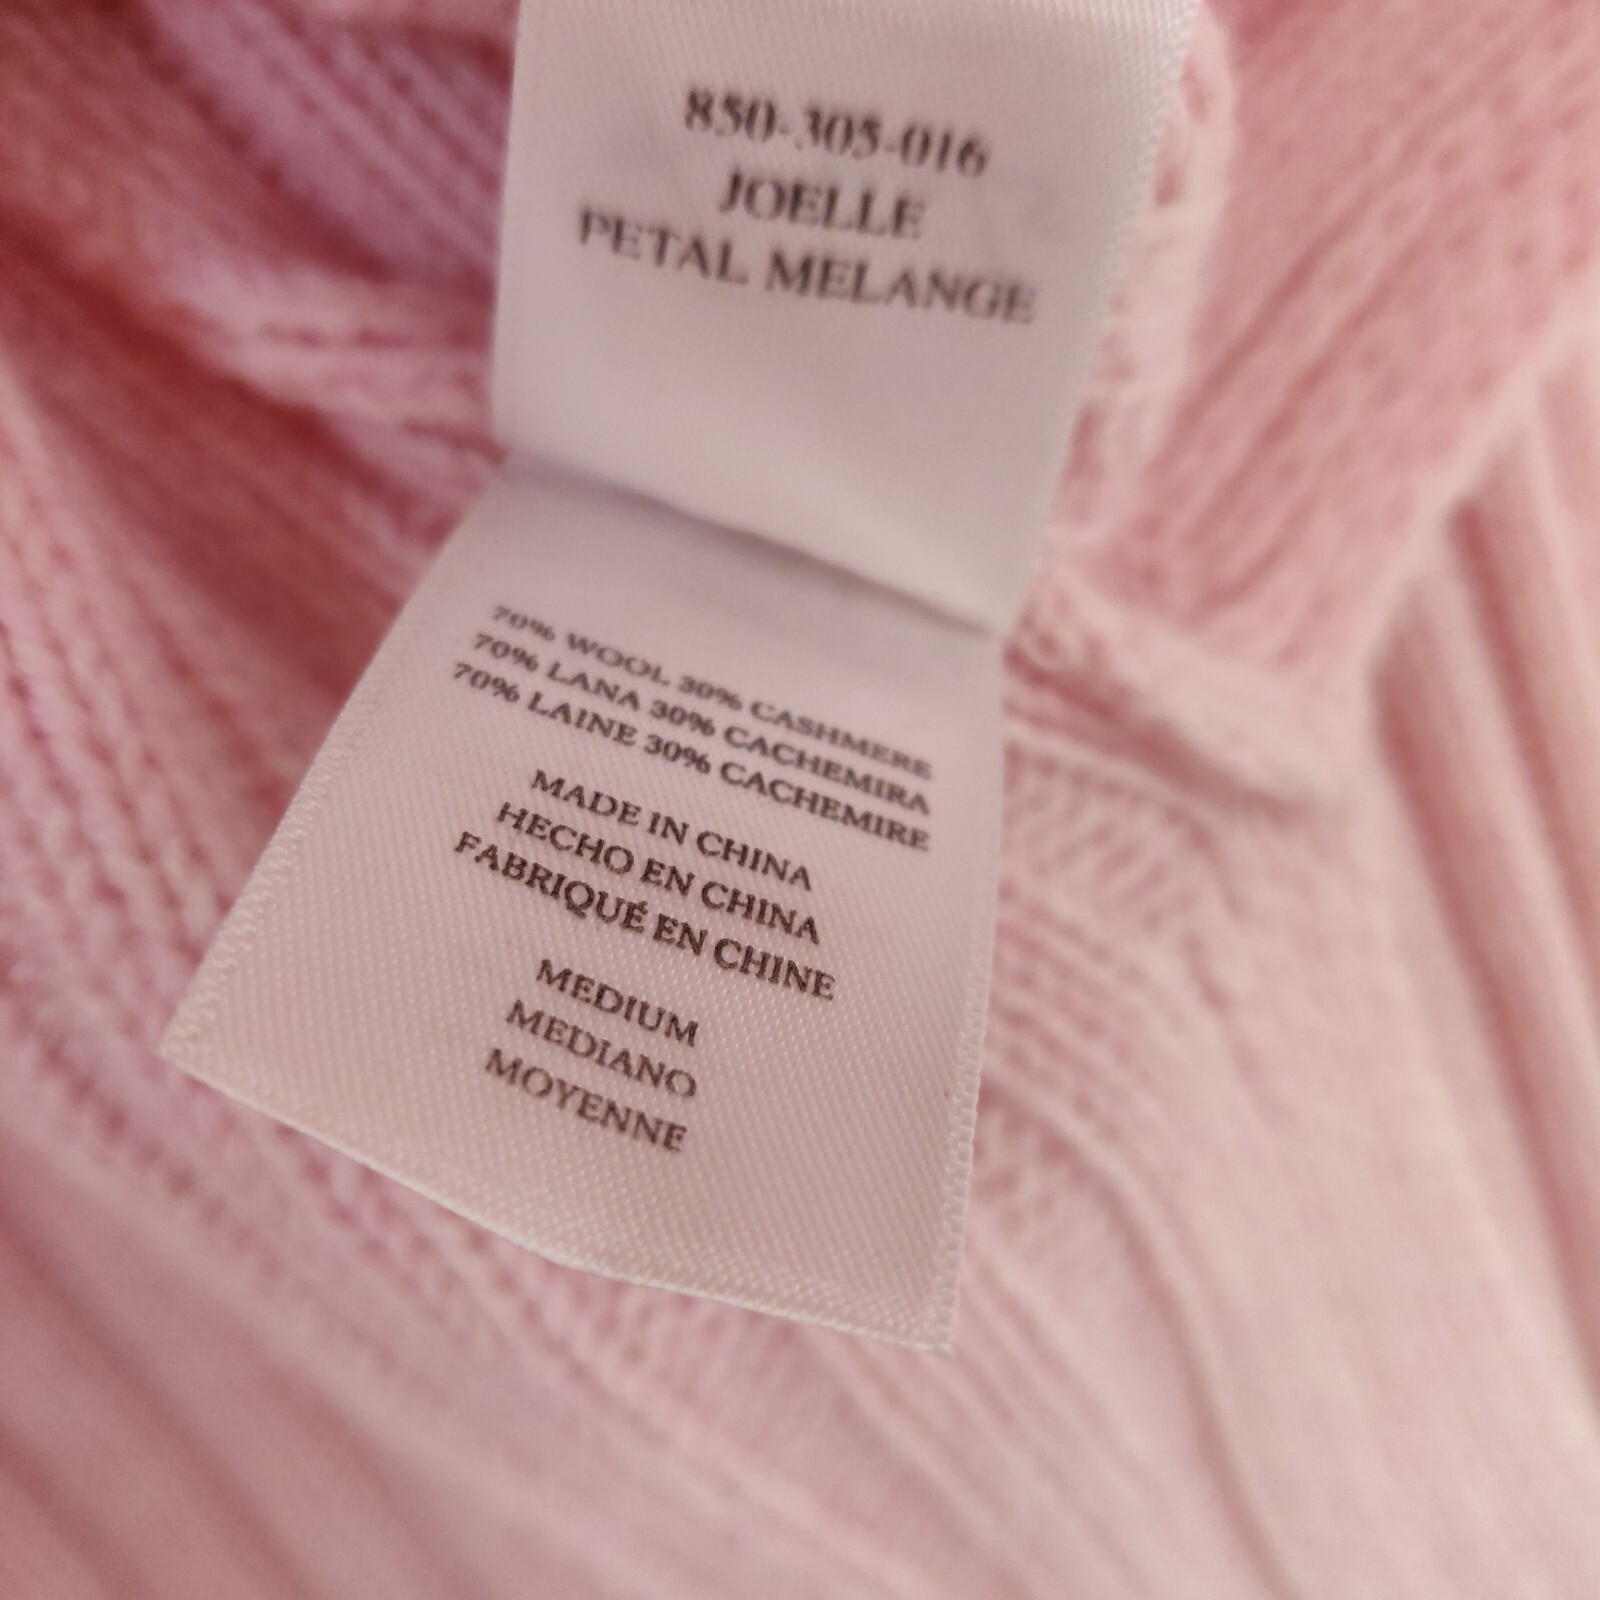 850-305-016
JOELLE
PETAL MELANGE
70% WOOL 30% CASHMERE
70% LANA 30% CACHEMIRA
70% LAINE 30% CACHEMIRE
MADE IN CHINA
HECHO EN CHINA
FABRIQUÉ EN CHINE
MEDIUM
MEDIANO
MOYENNE